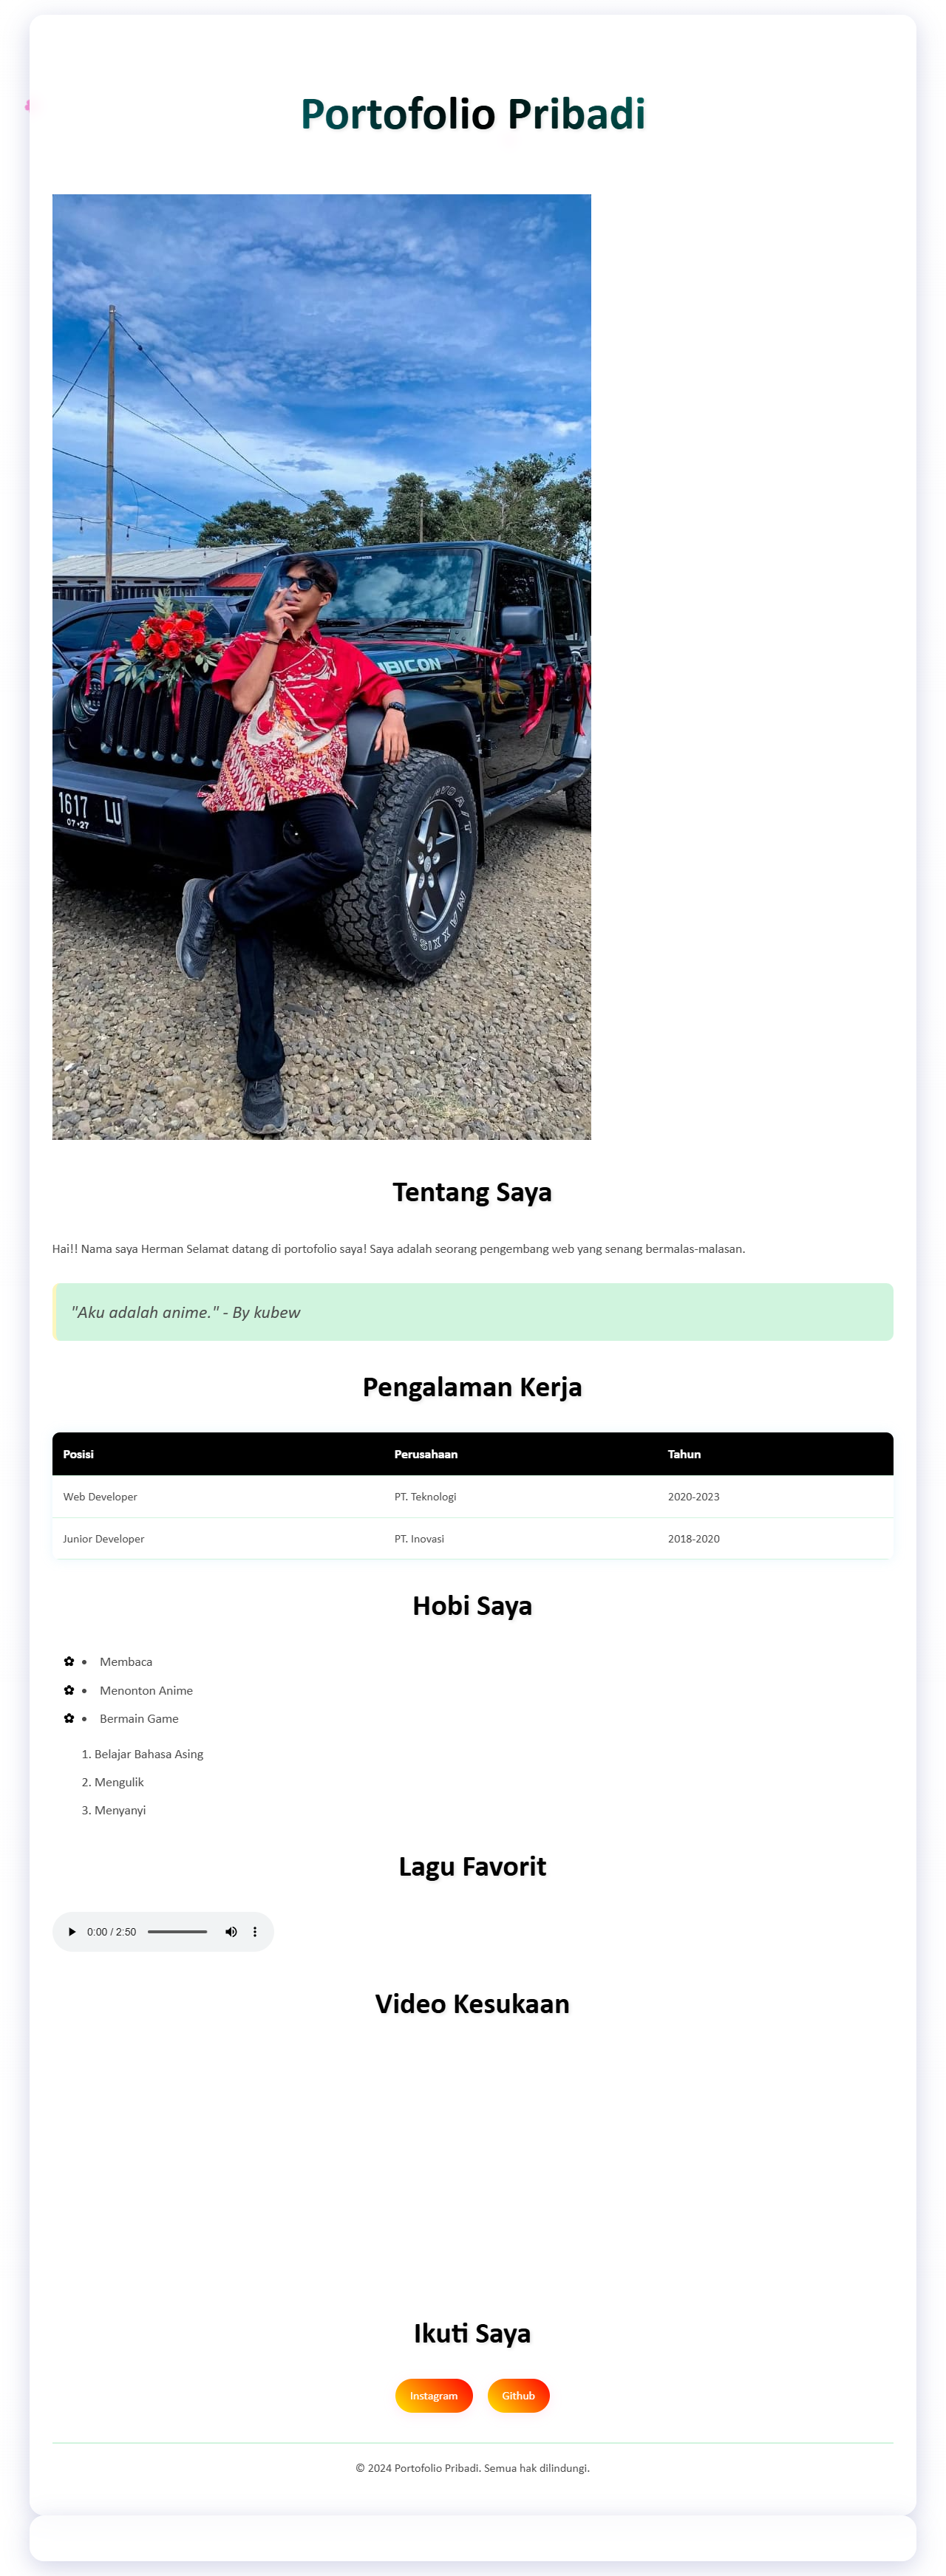 Portofolio Pribadi
RUBICON
1617 LU
07-27
MAXXIS
Tentang Saya
Hai!! Nama saya Herman Selamat datang di portofolio saya! Saya adalah seorang pengembang web yang senang bermalas-malasan.
"Aku adalah anime." - By kubew
Pengalaman Kerja
Posisi Perusahaan Tahun
Web Developer PT. Teknologi 2020-2023
Junior Developer PT. Inovasi 2018-2020
Hobi Saya
✿ • Membaca
✿ • Menonton Anime
✿ • Bermain Game
1. Belajar Bahasa Asing
2. Mengulik
3. Menyanyi
Lagu Favorit
0:00 / 2:50
Video Kesukaan
Ikuti Saya
Instagram Github
© 2024 Portofolio Pribadi. Semua hak dilindungi.